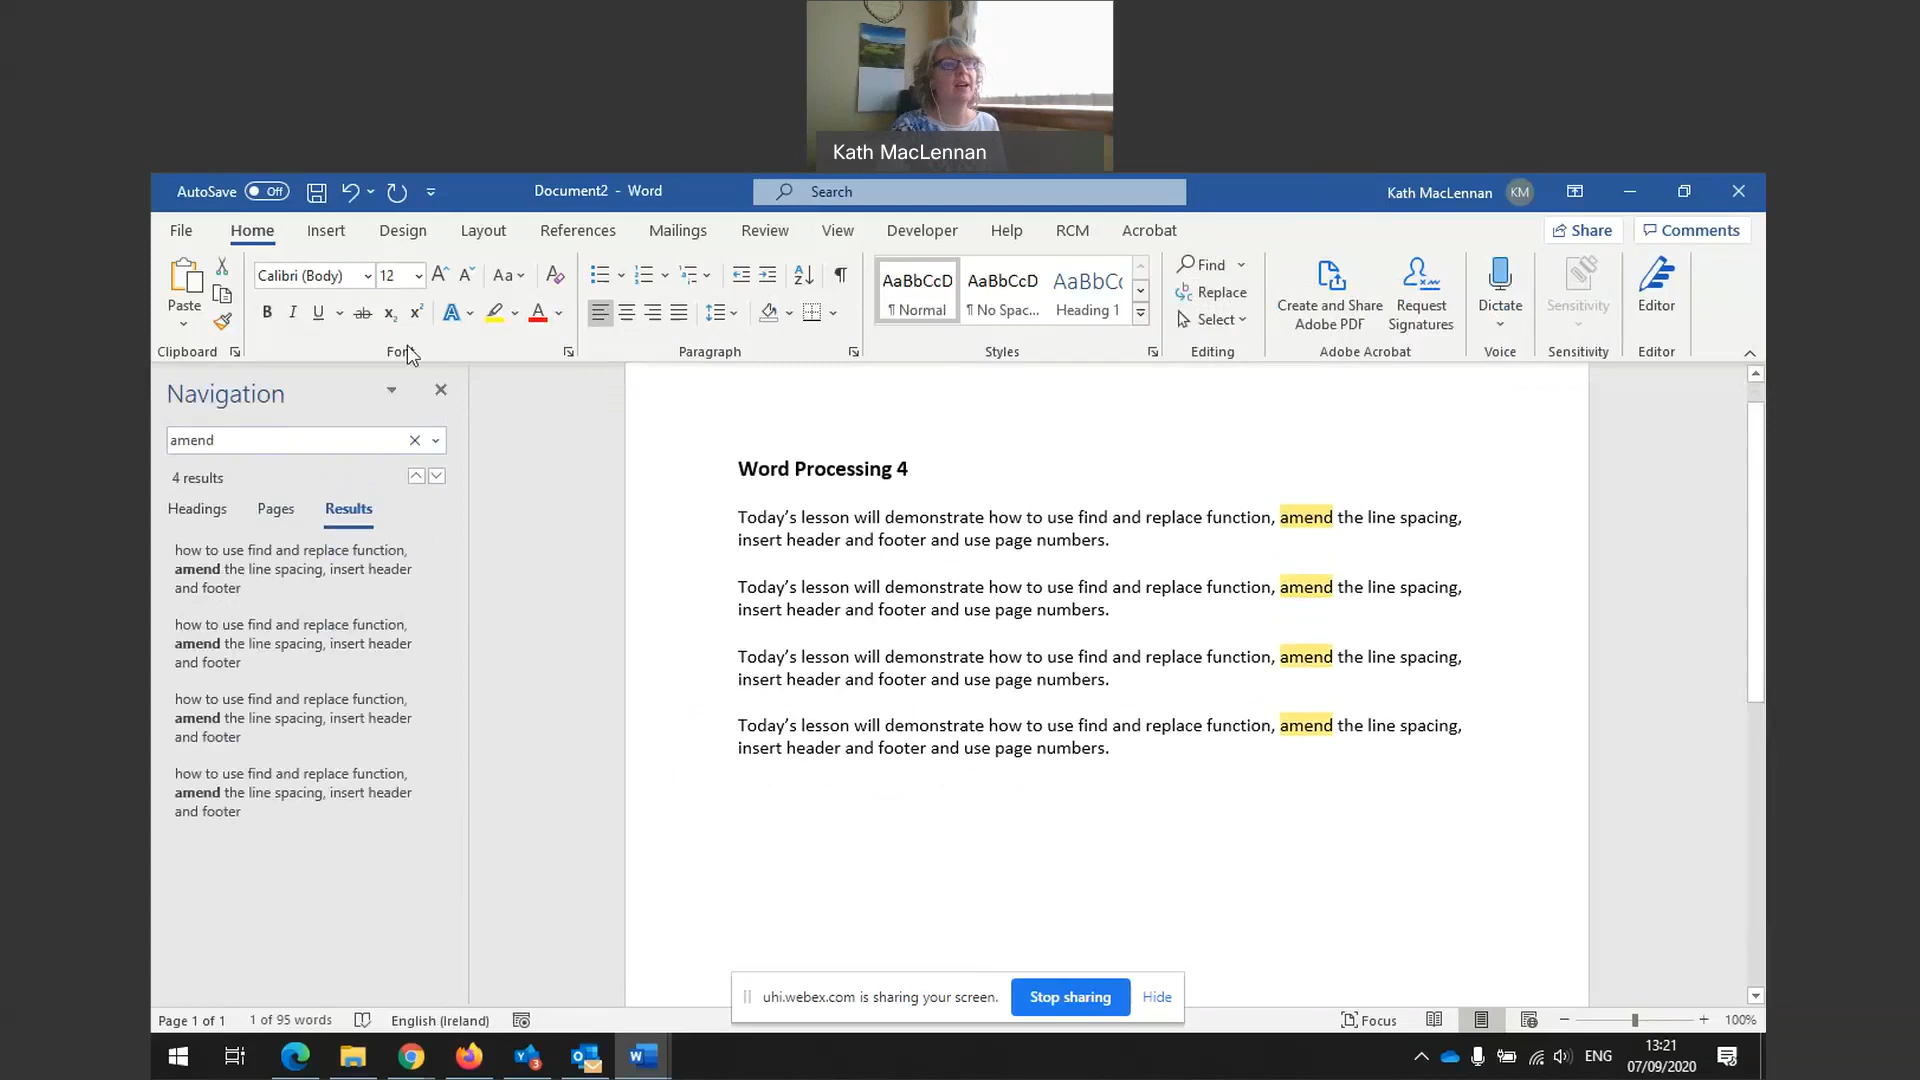 Kath MacLennan
AutoSave Off
Document2 - Word
Search
Kath MacLennan KM
File Home Insert Design Layout References Mailings Review View Developer Help RCM Acrobat
Share Comments
Paste
Calibri (Body) 12
AaBbCcD AaBbCcD AaBbCc
¶ Normal ¶ No Spac... Heading 1
Find
Replace
Select
Create and Share Adobe PDF
Request Signatures
Dictate
Sensitivity
Editor
Clipboard Font Paragraph Styles Editing Adobe Acrobat Voice Sensitivity Editor
Navigation
amend
4 results
Headings Pages Results
how to use find and replace function,
amend the line spacing, insert header
and footer
how to use find and replace function,
amend the line spacing, insert header
and footer
how to use find and replace function,
amend the line spacing, insert header
and footer
how to use find and replace function,
amend the line spacing, insert header
and footer
Word Processing 4
Today’s lesson will demonstrate how to use find and replace function, amend the line spacing,
insert header and footer and use page numbers.
Today’s lesson will demonstrate how to use find and replace function, amend the line spacing,
insert header and footer and use page numbers.
Today’s lesson will demonstrate how to use find and replace function, amend the line spacing,
insert header and footer and use page numbers.
Today’s lesson will demonstrate how to use find and replace function, amend the line spacing,
insert header and footer and use page numbers.
uhi.webex.com is sharing your screen. Stop sharing Hide
Page 1 of 1 1 of 95 words English (Ireland) Focus 100%
ENG
13:21
07/09/2020